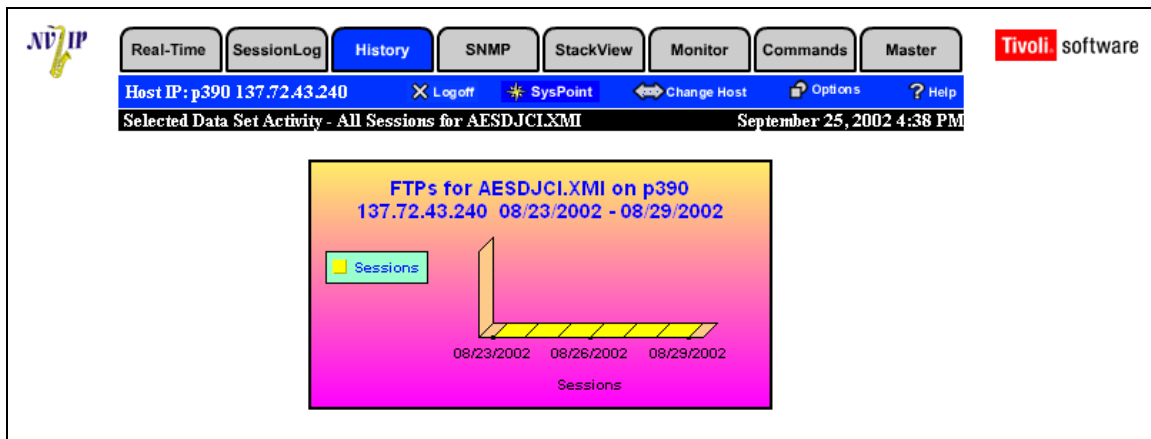 NV IP
Real-Time SessionLog History SNMP StackView Monitor Commands Master
Tivoli. software
Host IP: p390 137.72.43.240 Logoff SysPoint Change Host Options ? Help
Selected Data Set Activity - All Sessions for AESDJCI.XMI September 25, 2002 4:38 PM
FTPs for AESDJCI.XMI on p390
137.72.43.240 08/23/2002 - 08/29/2002
Sessions
08/23/2002 08/26/2002 08/29/2002
Sessions